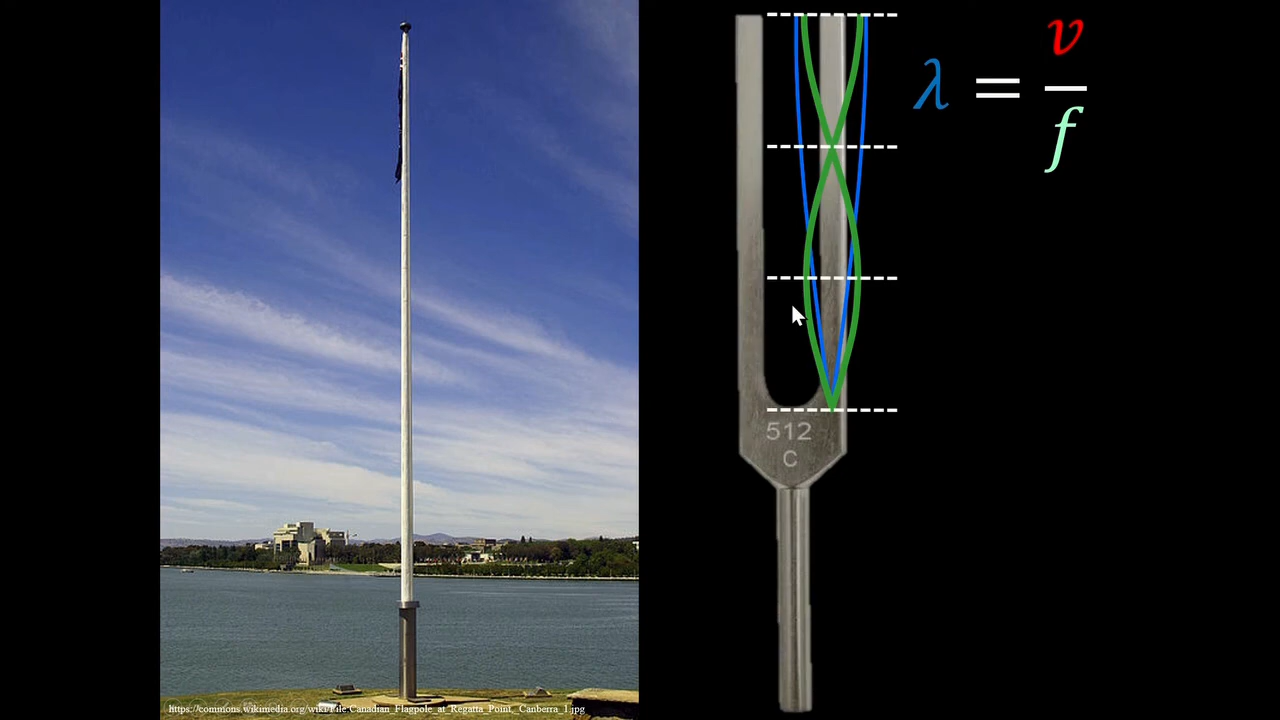 λ = v / f
512
C
https://commons.wikimedia.org/wiki/File:Canadian_Flagpole_at_Regatta_Point,_Canberra_1.jpg